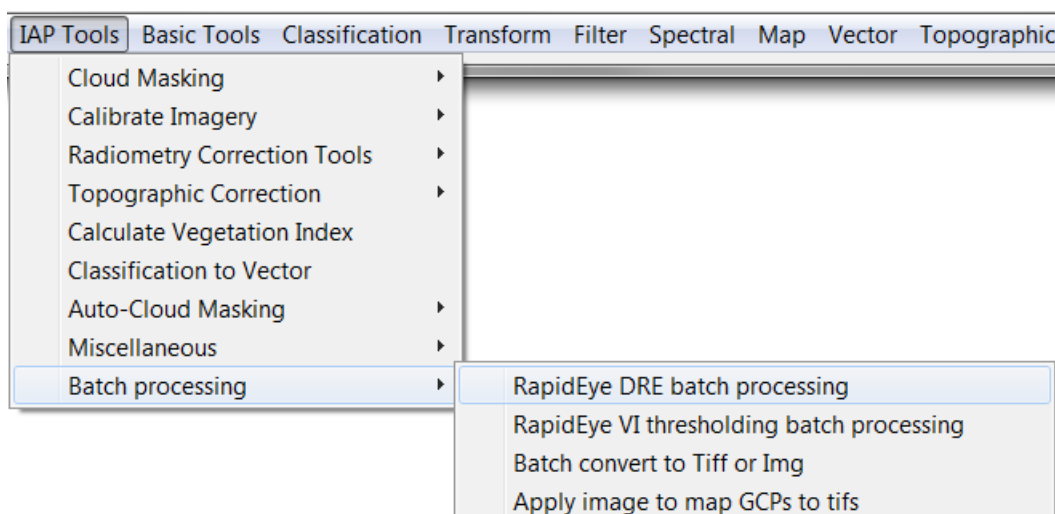 IAP Tools Basic Tools Classification Transform Filter Spectral Map Vector Topographic
Cloud Masking
Calibrate Imagery
Radiometry Correction Tools
Topographic Correction
Calculate Vegetation Index
Classification to Vector
Auto-Cloud Masking
Miscellaneous
Batch processing
RapidEye DRE batch processing
RapidEye VI thresholding batch processing
Batch convert to Tiff or Img
Apply image to map GCPs to tifs